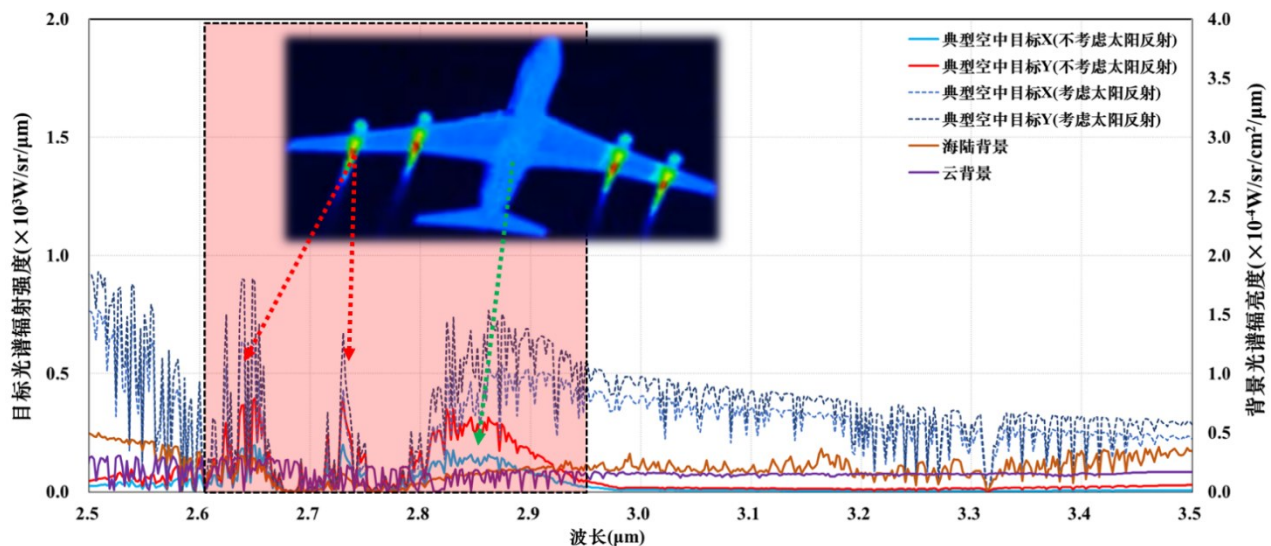 2.0
1.5
1.0
0.5
0.0
目标光谱辐射强度(×10³W/sr/μm)
典型空中目标X(不考虑太阳反射)
典型空中目标Y(不考虑太阳反射)
典型空中目标X(考虑太阳反射)
典型空中目标Y(考虑太阳反射)
海陆背景
云背景
4.0
3.5
3.0
2.5
2.0
1.5
1.0
0.5
0.0
背景光谱辐亮度(×10⁻⁴W/sr/cm²/μm)
2.5 2.6 2.7 2.8 2.9 3.0 3.1 3.2 3.3 3.4 3.5
波长(μm)